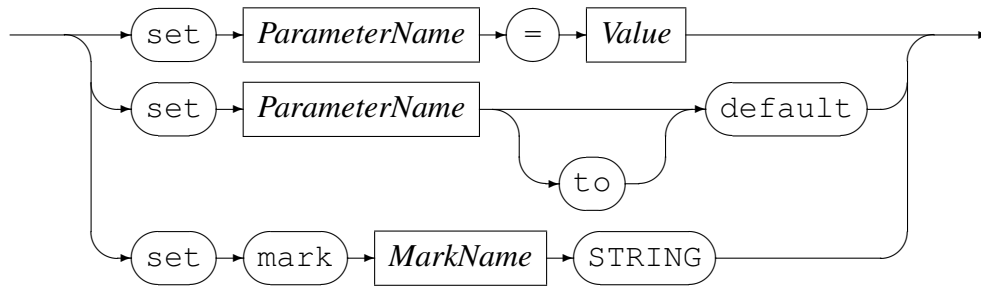 set ParameterName = Value
set ParameterName default
to
set mark MarkName STRING